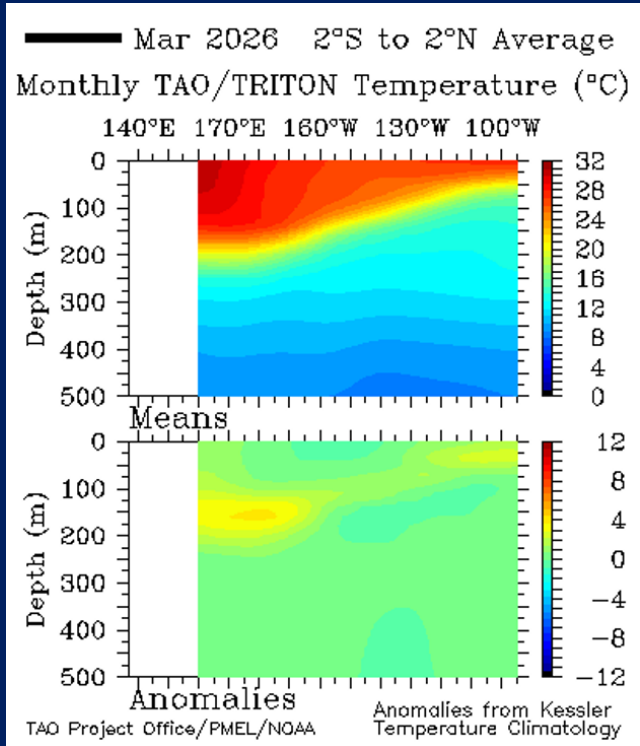 Mar 2026 2°S to 2°N Average
Monthly TAO/TRITON Temperature (°C)
140°E 170°E 160°W 130°W 100°W
0
100
200
300
400
500
Depth (m)
32
28
24
20
16
12
8
4
0
Means
0
100
200
300
400
500
Depth (m)
12
8
4
0
−4
−8
−12
Anomalies
TAO Project Office/PMEL/NOAA
Anomalies from Kessler
Temperature Climatology